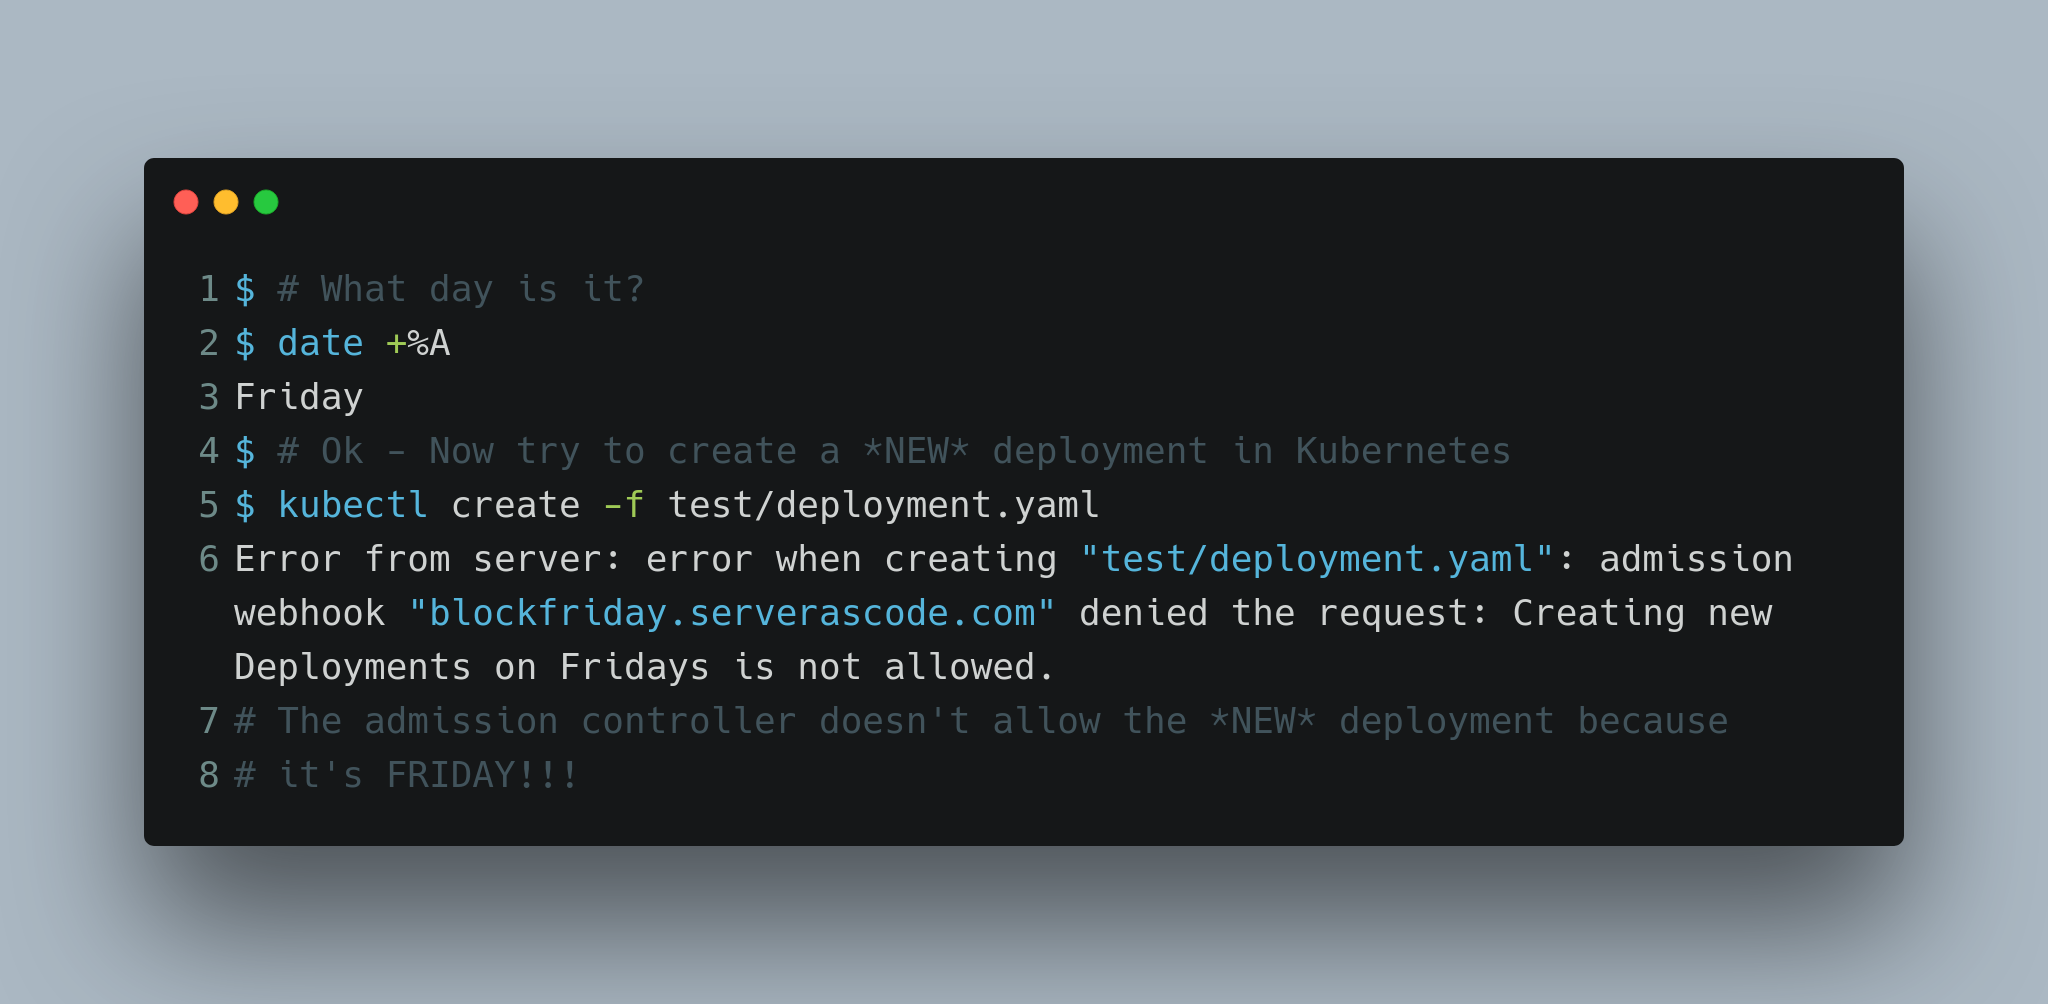 1 $ # What day is it?
2 $ date +%A
3 Friday
4 $ # Ok - Now try to create a *NEW* deployment in Kubernetes
5 $ kubectl create -f test/deployment.yaml
6 Error from server: error when creating "test/deployment.yaml": admission
webhook "blockfriday.serverascode.com" denied the request: Creating new
Deployments on Fridays is not allowed.
7 # The admission controller doesn't allow the *NEW* deployment because
8 # it's FRIDAY!!!